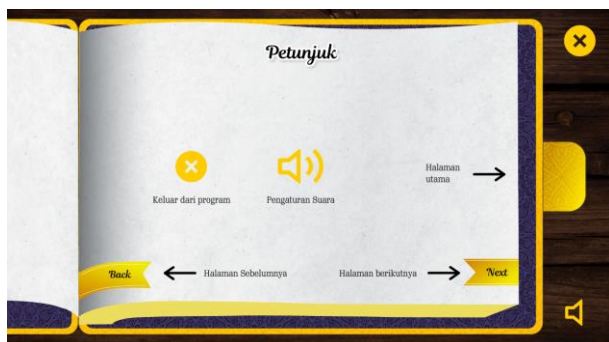 Petunjuk
Halaman
utama
Keluar dari program
Pengaturan Suara
Back
Halaman Sebelumnya
Halaman berikutnya
Next